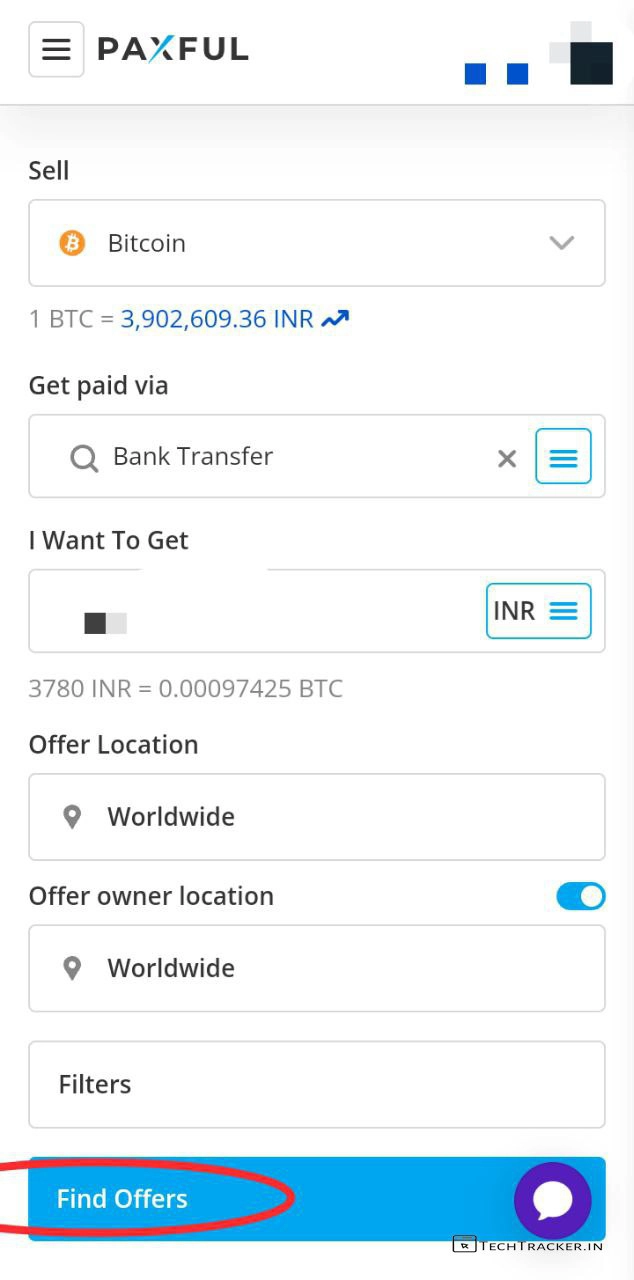 PAXFUL
Sell
Bitcoin
1 BTC = 3,902,609.36 INR
Get paid via
Bank Transfer
I Want To Get
INR
3780 INR = 0.00097425 BTC
Offer Location
Worldwide
Offer owner location
Worldwide
Filters
Find Offers
TECHTRACKER.IN